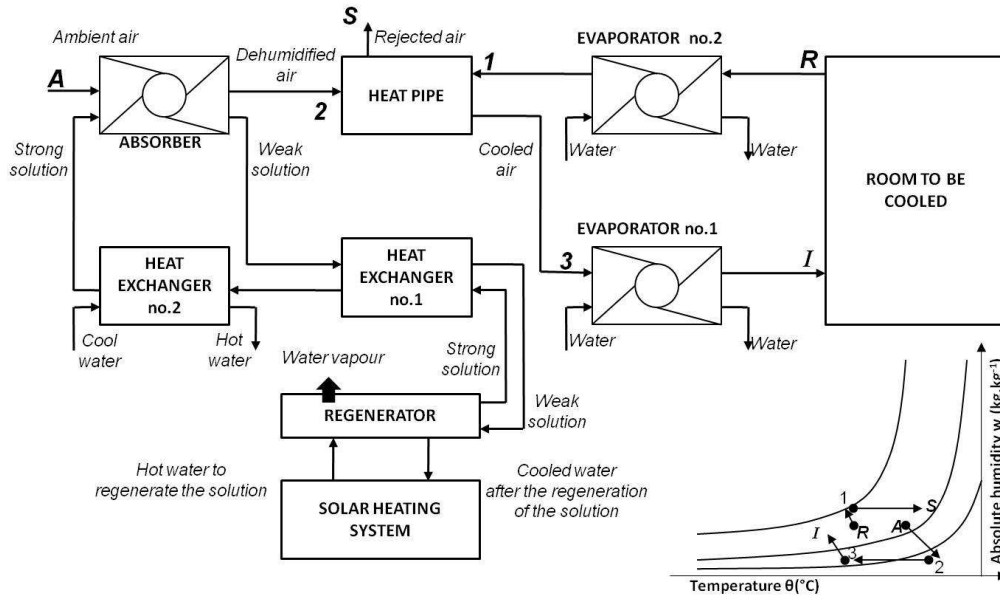 S
Ambient air
Dehumidified
air
Rejected air
EVAPORATOR no.2
A
1
R
2
HEAT PIPE
ABSORBER
Strong
solution
Weak
solution
Cooled
air
Water
Water
ROOM TO BE
COOLED
EVAPORATOR no.1
HEAT
EXCHANGER
no.2
HEAT
EXCHANGER
no.1
3
I
Cool
water
Hot
water
Water
Water
Water vapour
Strong
solution
REGENERATOR
Weak
solution
Hot water to
regenerate the solution
Cooled water
after the regeneration
of the solution
SOLAR HEATING
SYSTEM
1
S
I
R
A
3
2
Temperature θ(°C)
Absolute humidity w (kg.kg⁻¹)